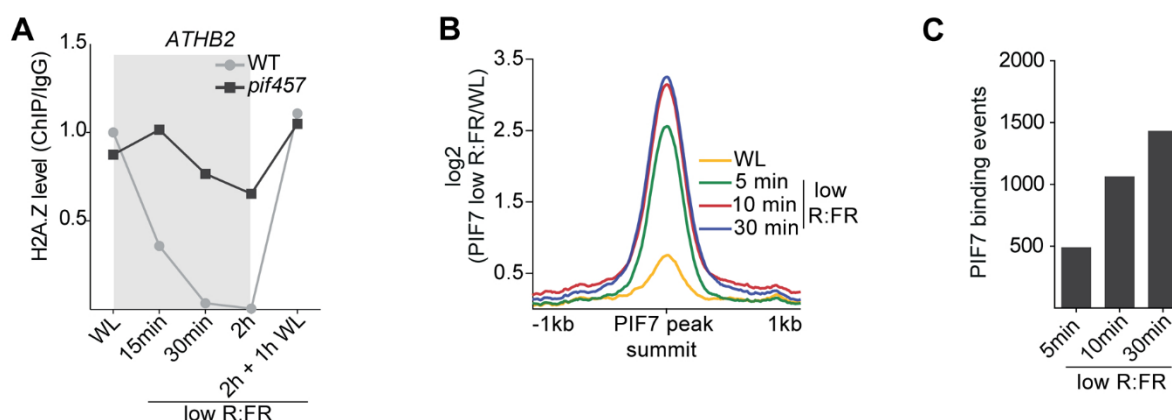 A
ATHB2
H2A.Z level (ChIP/IgG)
1.5
1.0
0.5
WT
pif457
WL
15min
30min
2h
2h + 1h WL
low R:FR
B
log2
(PIF7 low R:FR/WL)
3.5
2.5
1.5
0.5
WL
5 min
10 min
30 min
low
R:FR
-1kb
PIF7 peak
summit
1kb
C
PIF7 binding events
2000
1500
1000
500
5min
10min
30min
low R:FR